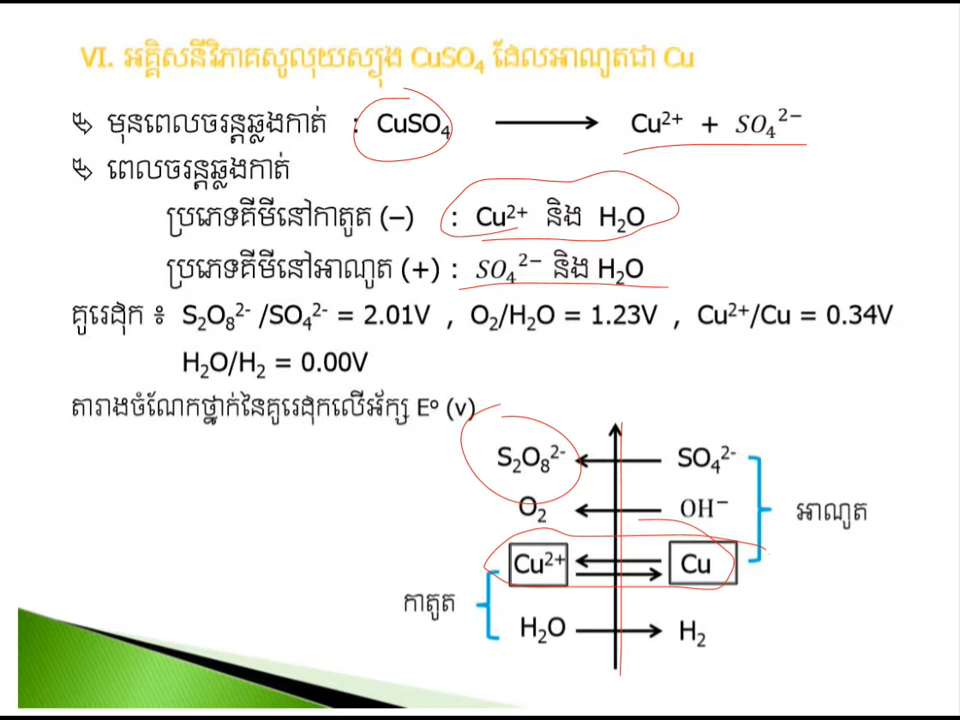 VI. អគ្គិសនីវិភាគសូលុយស្យុង CuSO₄ ដែលអាណូតជា Cu
មុនពេលចរន្តឆ្លងកាត់ : CuSO₄ ⟶ Cu²⁺ + SO₄²⁻
ពេលចរន្តឆ្លងកាត់
ប្រភេទគីមីនៅកាតូត (–) : Cu²⁺ និង H₂O
ប្រភេទគីមីនៅអាណូត (+) : SO₄²⁻ និង H₂O
គូរេដុក ៖ S₂O₈²⁻ /SO₄²⁻ = 2.01V , O₂/H₂O = 1.23V , Cu²⁺/Cu = 0.34V
H₂O/H₂ = 0.00V
តារាងចំណែកថ្នាក់នៃគូរេដុកលើអ័ក្ស E° (v)
S₂O₈²⁻ SO₄²⁻
O₂ OH⁻
អាណូត
Cu²⁺ Cu
កាតូត
H₂O H₂